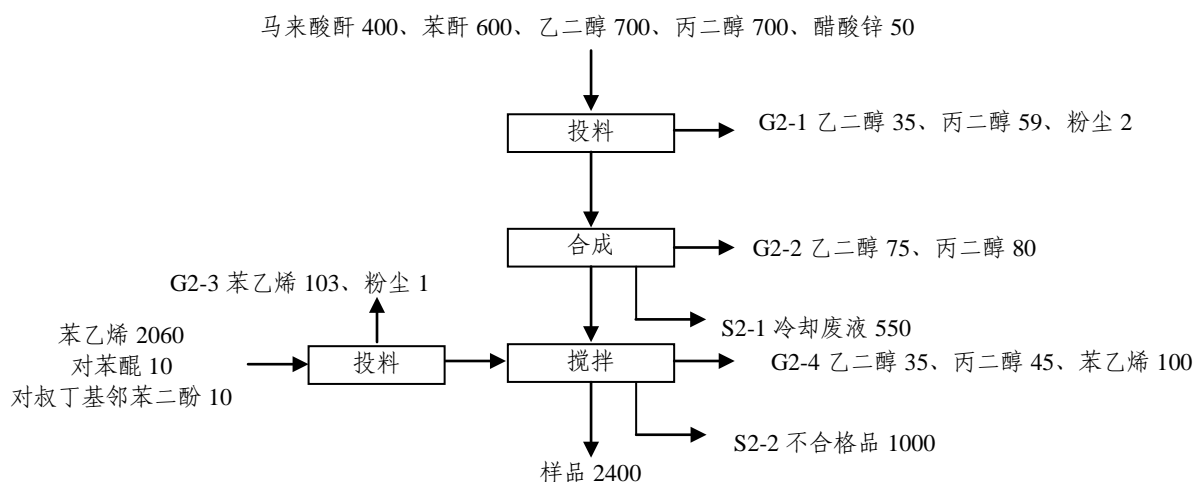 马来酸酐 400、苯酐 600、乙二醇 700、丙二醇 700、醋酸锌 50
投料
G2-1 乙二醇 35、丙二醇 59、粉尘 2
合成
G2-2 乙二醇 75、丙二醇 80
G2-3 苯乙烯 103、粉尘 1
S2-1 冷却废液 550
苯乙烯 2060
对苯醌 10
对叔丁基邻苯二酚 10
投料
搅拌
G2-4 乙二醇 35、丙二醇 45、苯乙烯 100
S2-2 不合格品 1000
样品 2400